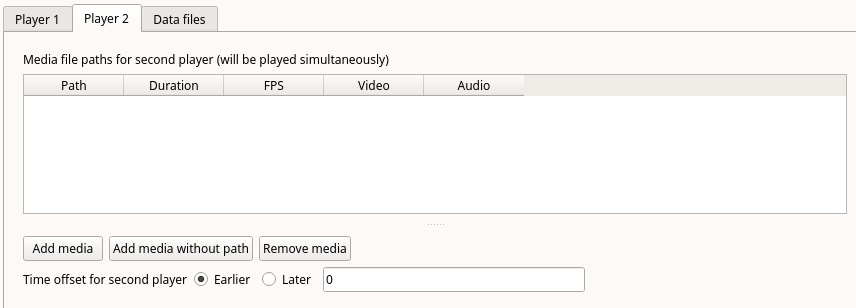 Player 1 Player 2 Data files
Media file paths for second player (will be played simultaneously)
Path Duration FPS Video Audio
Add media Add media without path Remove media
Time offset for second player Earlier Later 0